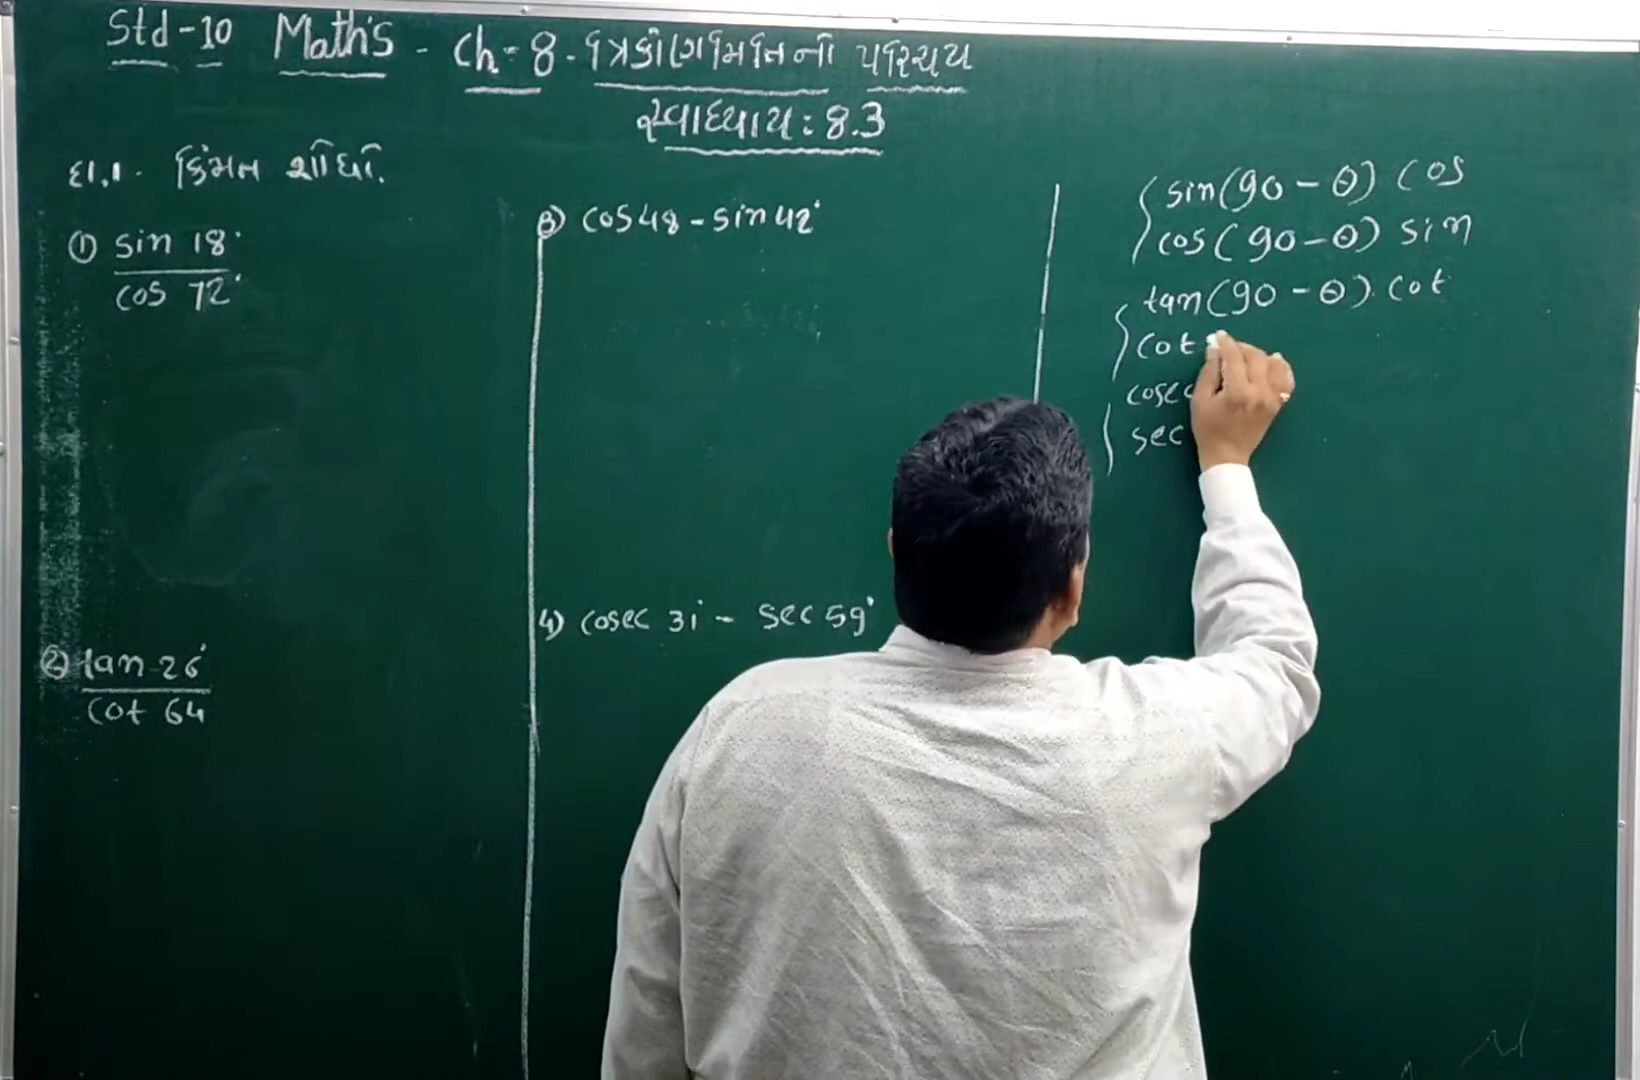 Std-10 Maths - Ch-8 - ત્રિકોણમિતિનો પરિચય
સ્વાધ્યાય: 8.3
દા.1. કિંમત શોધો.
① sin 18°
cos 72°
② tan 26°
cot 64
3) cos 48 - sin 42°
4) cosec 31° - sec 59°
sin(90 - θ) cos
cos(90 - θ) sin
tan(90 - θ). cot
cot
cosec
sec